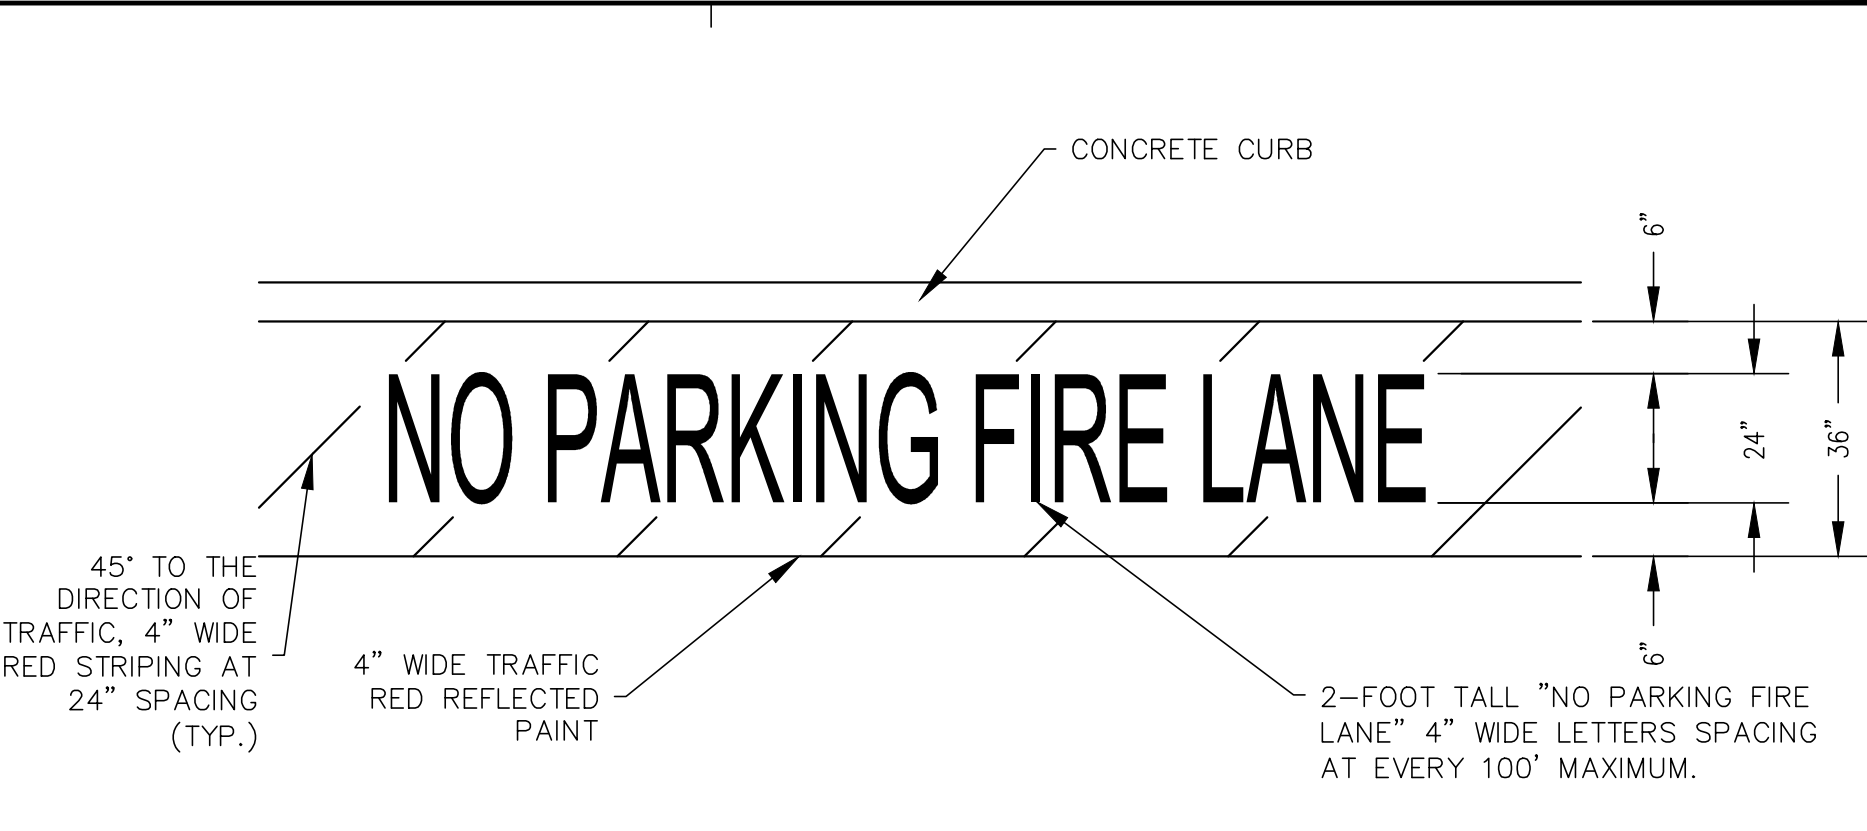 CONCRETE CURB
6"
NO PARKING FIRE LANE
24"
36"
45° TO THE
DIRECTION OF
TRAFFIC, 4" WIDE
RED STRIPING AT
24" SPACING
(TYP.)
4" WIDE TRAFFIC
RED REFLECTED
PAINT
6"
2-FOOT TALL "NO PARKING FIRE
LANE" 4" WIDE LETTERS SPACING
AT EVERY 100' MAXIMUM.